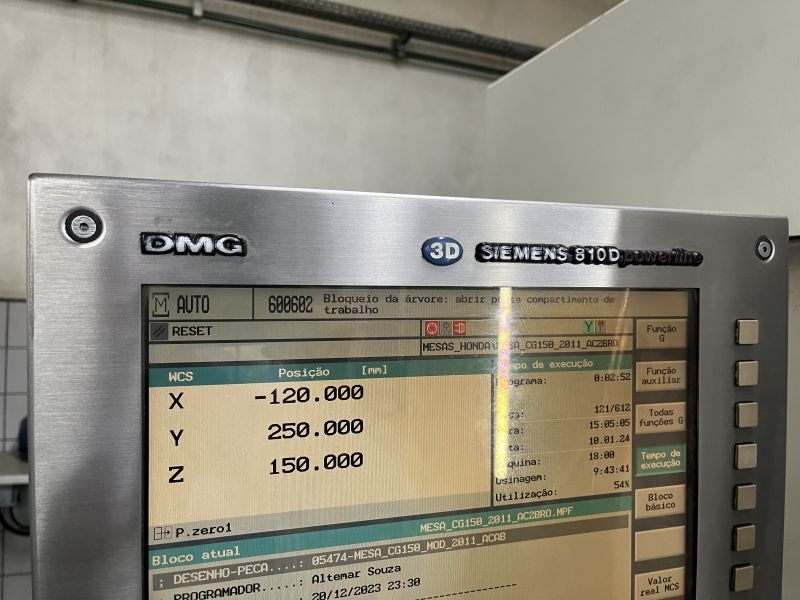 DMG
3D SIEMENS 810D powerline
AUTO
600602 Bloqueio da árvore: abrir porta compartimento de
trabalho
RESET
MESAS_HONDA\MESA_CG150_2011_AC2BRO
WCS Posição [mm]
X -120.000
Y 250.000
Z 150.000
Tempo de execução
Programa: 0:02:52
121/612
15:05:05
10.01.24
18:00
Usinagem: 9:43:41
Utilização: 54%
P.zero1
MESA_CG150_2011_AC2BRO.MPF
Bloco atual
; DESENHO-PECA....: 05474-MESA_CG150_MOD_2011_ACAB
; PROGRAMADOR.....: Altemar Souza
20/12/2023 23:30
Função
G
Função
auxiliar
Todas
funções G
Tempo de
execução
Bloco
básico
Valor
real MCS